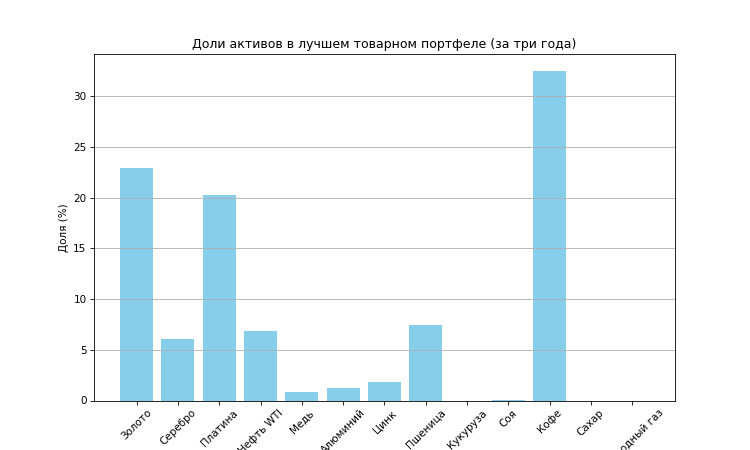 Доли активов в лучшем товарном портфеле (за три года)
Доля (%)
30
25
20
15
10
5
0
Золото
Серебро
Платина
Нефть WTI
Медь
Алюминий
Цинк
Пшеница
Кукуруза
Соя
Кофе
Сахар
одный газ